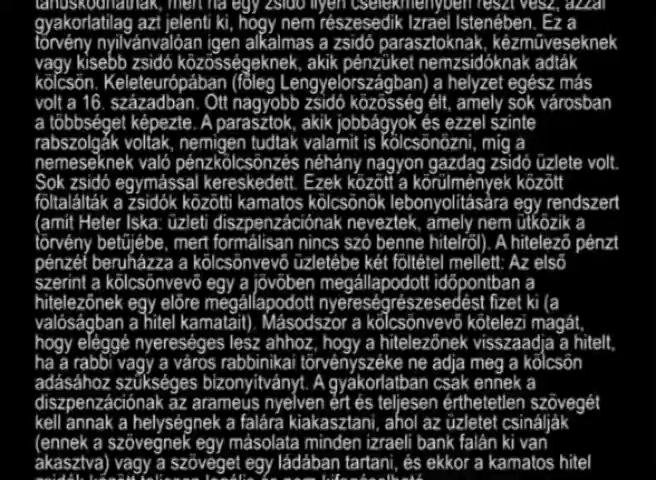 tanúskodhatnak, mert ha egy zsidó ilyen cselekményben részt vesz, azzal
gyakorlatilag azt jelenti ki, hogy nem részesedik Izrael Istenében. Ez a
törvény nyilvánvalóan igen alkalmas a zsidó parasztoknak, kézműveseknek
vagy kisebb zsidó közösségeknek, akik pénzüket nemzsidóknak adták
kölcsön. Keleteurópában (főleg Lengyelországban) a helyzet egész más
volt a 16. században. Ott nagyobb zsidó közösség élt, amely sok városban
a többséget képezte. A parasztok, akik jobbágyok és ezzel szinte
rabszolgák voltak, nemigen tudtak valamit is kölcsönözni, míg a
nemeseknek való pénzkölcsönzés néhány nagyon gazdag zsidó üzlete volt.
Sok zsidó egymással kereskedett. Ezek között a körülmények között
föltalálták a zsidók közötti kamatos kölcsönök lebonyolítására egy rendszert
(amit Heter Iska: üzleti diszpenzációnak neveztek, amely nem ütközik a
törvény betűjébe, mert formálisan nincs szó benne hitelről). A hitelező pénzt
pénzét beruházza a kölcsönvevő üzletébe két föltétel mellett: Az első
szerint a kölcsönvevő egy a jövőben megállapodott időpontban a
hitelezőnek egy előre megállapodott nyereségrészesedést fizet ki (a
valóságban a hitel kamatait). Másodszor a kölcsönvevő kötelezi magát,
hogy eléggé nyereséges lesz ahhoz, hogy a hitelezőnek visszaadja a hitelt,
ha a rabbi vagy a város rabbinikai törvényszéke ne adja meg a kölcsön
adásához szükséges bizonyítványt. A gyakorlatban csak ennek a
diszpenzációnak az arameus nyelven ért és teljesen érthetetlen szövegét
kell annak a helységnek a falára kiakasztani, ahol az üzletet csinálják
(ennek a szövegnek egy másolata minden izraeli bank falán ki van
akasztva) vagy a szöveget egy ládában tartani, és ekkor a kamatos hitel
zsidók között teljesen legális és nem kifogásolható.